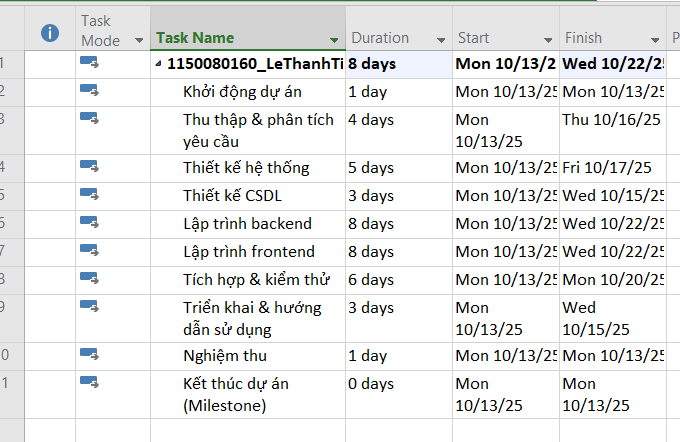 Task
Mode Task Name Duration Start Finish
1 1150080160_LeThanhTi 8 days Mon 10/13/2 Wed 10/22/2
2 Khởi động dự án 1 day Mon 10/13/25 Mon 10/13/25
3 Thu thập & phân tích 4 days Mon Thu 10/16/25
yêu cầu 10/13/25
4 Thiết kế hệ thống 5 days Mon 10/13/25 Fri 10/17/25
5 Thiết kế CSDL 3 days Mon 10/13/25 Wed 10/15/25
6 Lập trình backend 8 days Mon 10/13/25 Wed 10/22/25
7 Lập trình frontend 8 days Mon 10/13/25 Wed 10/22/25
8 Tích hợp & kiểm thử 6 days Mon 10/13/25 Mon 10/20/25
9 Triển khai & hướng 3 days Mon Wed
dẫn sử dụng 10/13/25 10/15/25
0 Nghiệm thu 1 day Mon 10/13/25 Mon 10/13/25
1 Kết thúc dự án 0 days Mon Mon
(Milestone) 10/13/25 10/13/25